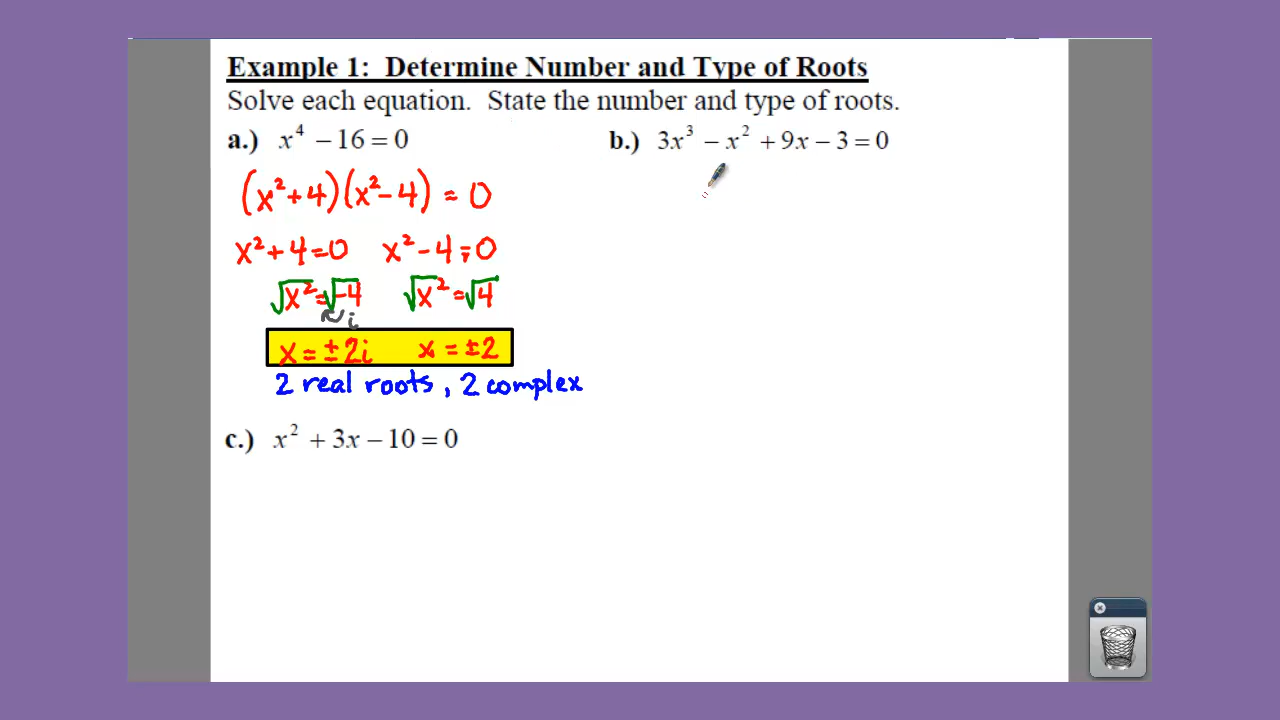 Example 1: Determine Number and Type of Roots
Solve each equation. State the number and type of roots.
a.) x⁴ − 16 = 0
(x² + 4)(x² − 4) = 0
x² + 4 = 0 x² − 4 = 0
√x² = √−4 √x² = √4
i
x = ±2i x = ±2
2 real roots, 2 complex
b.) 3x³ − x² + 9x − 3 = 0
c.) x² + 3x − 10 = 0